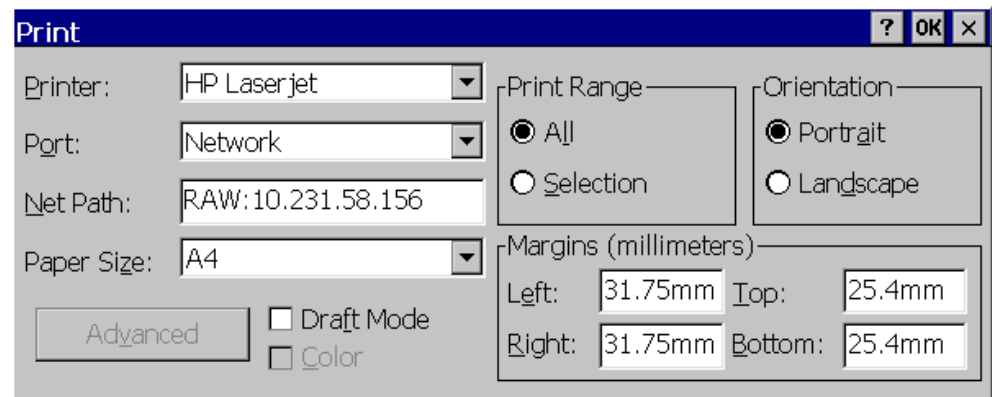 Print ? OK ×
Printer: HP Laserjet
Port: Network
Net Path: RAW:10.231.58.156
Paper Size: A4
Advanced
Draft Mode
Color
Print Range
All
Selection
Orientation
Portrait
Landscape
Margins (millimeters)
Left: 31.75mm Top: 25.4mm
Right: 31.75mm Bottom: 25.4mm